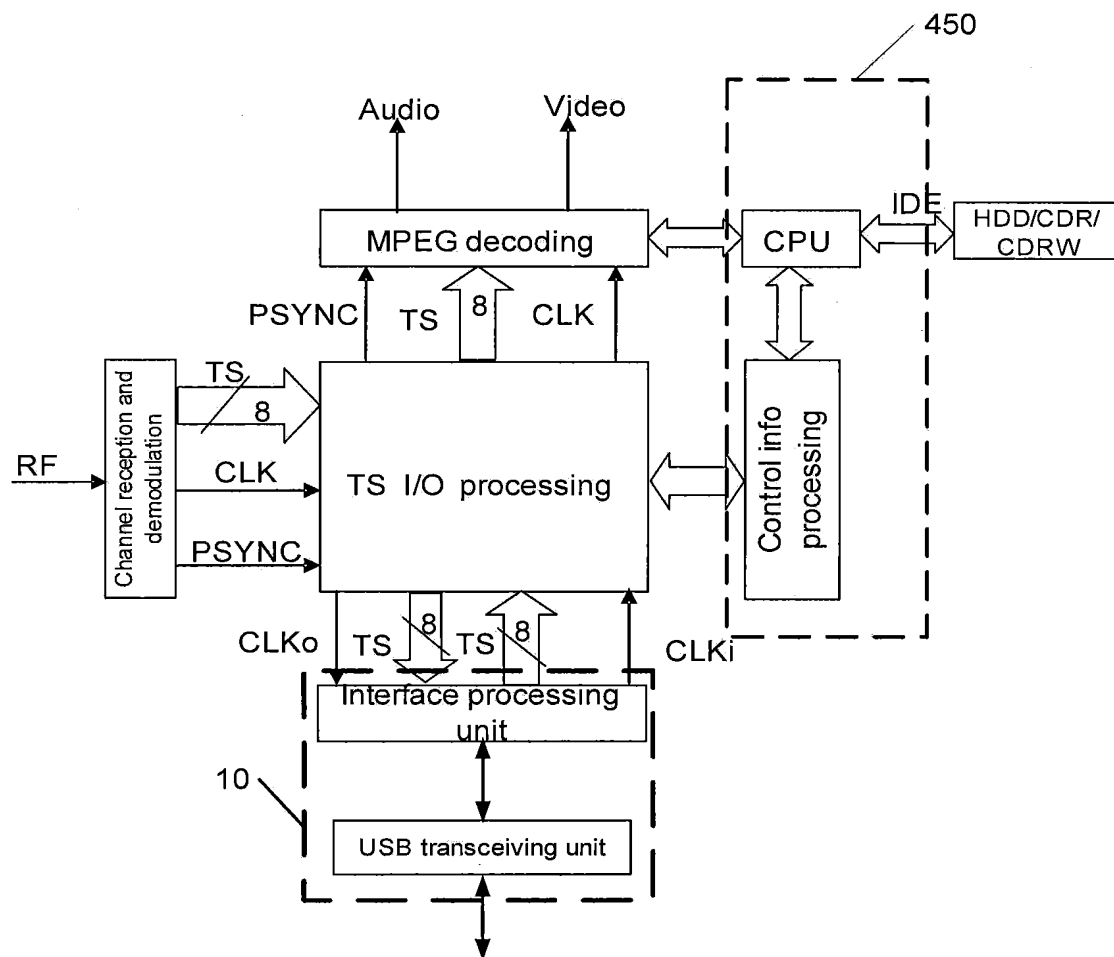 450
Audio
Video
MPEG decoding
CPU
IDE
HDD/CDR/
CDRW
PSYNC
TS
8
CLK
Channel reception and
demodulation
RF
TS
8
CLK
PSYNC
TS I/O processing
Control info
processing
CLKo
TS
8
TS
8
CLKi
Interface processing
unit
10
USB transceiving unit